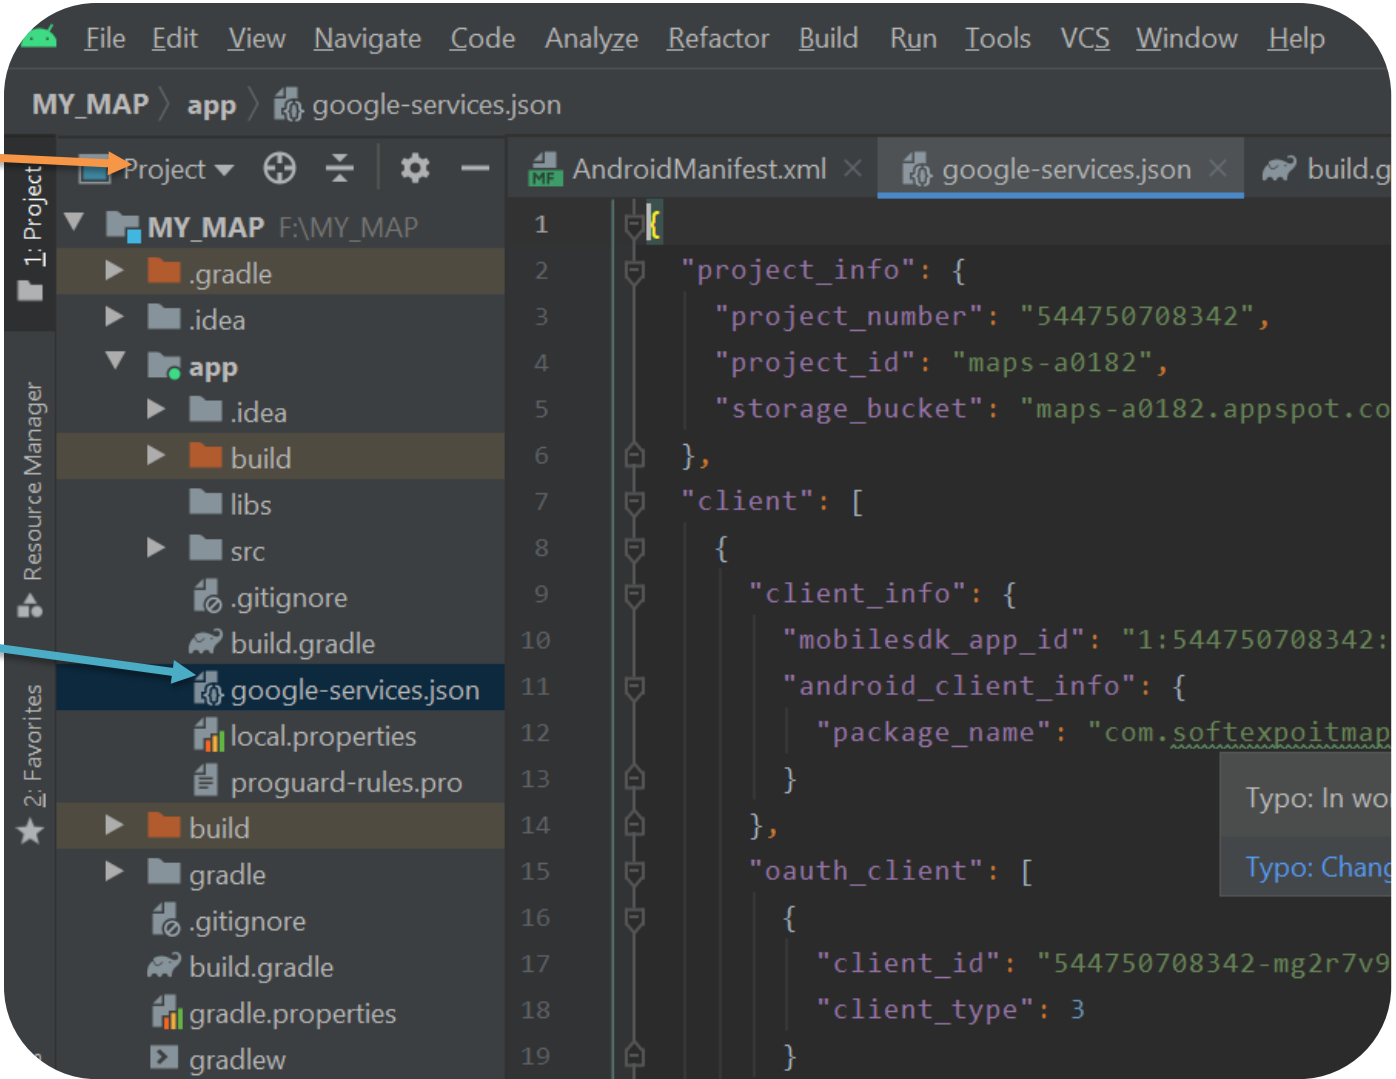 File Edit View Navigate Code Analyze Refactor Build Run Tools VCS Window Help
MY_MAP app google-services.json
Project
AndroidManifest.xml google-services.json build.g
1: Project
Resource Manager
2: Favorites
MY_MAP F:\MY_MAP
.gradle
.idea
app
.idea
build
libs
src
.gitignore
build.gradle
google-services.json
local.properties
proguard-rules.pro
build
gradle
.gitignore
build.gradle
gradle.properties
gradlew
1 {
2 "project_info": {
3 "project_number": "544750708342",
4 "project_id": "maps-a0182",
5 "storage_bucket": "maps-a0182.appspot.co
6 },
7 "client": [
8 {
9 "client_info": {
10 "mobilesdk_app_id": "1:544750708342:
11 "android_client_info": {
12 "package_name": "com.softexpoitmap
13 }
14 },
15 "oauth_client": [
16 {
17 "client_id": "544750708342-mg2r7v9
18 "client_type": 3
19 }
Typo: In wo
Typo: Chang